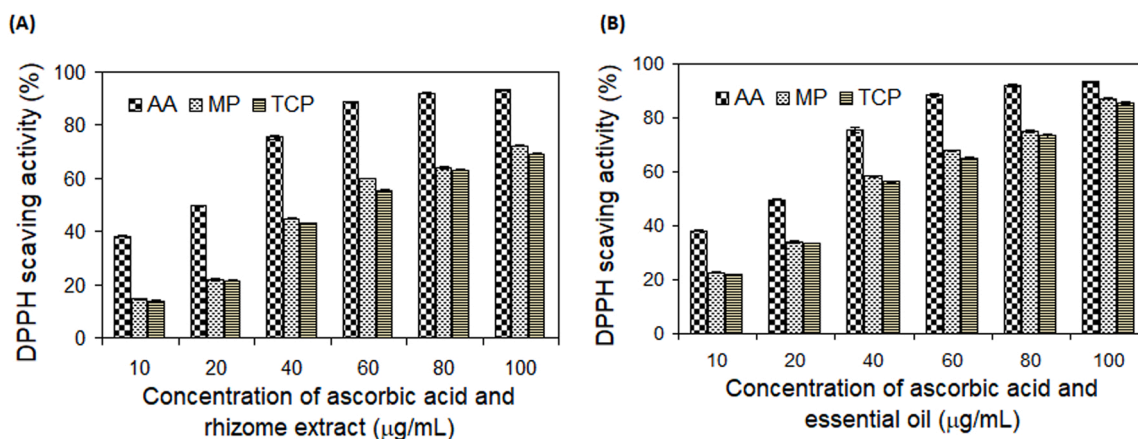 (A)
DPPH scaving activity (%)
100
80
60
40
20
0
AA MP TCP
10 20 40 60 80 100
Concentration of ascorbic acid and
rhizome extract (µg/mL)
(B)
DPPH scaving activity (%)
100
80
60
40
20
0
AA MP TCP
10 20 40 60 80 100
Concentration of ascorbic acid and
essential oil (µg/mL)